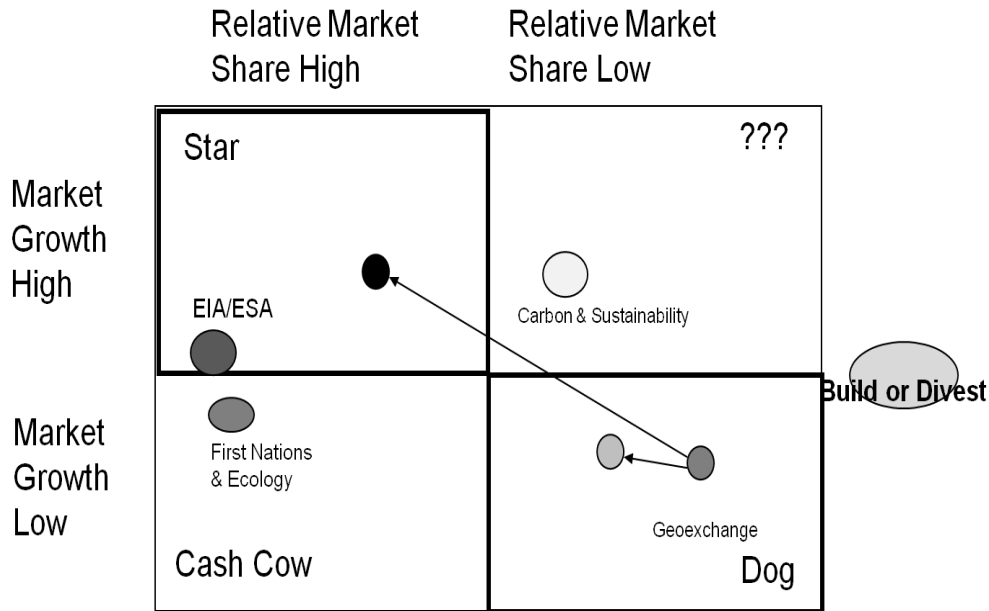 Relative Market
Share High
Relative Market
Share Low
Star
???
Market
Growth
High
EIA/ESA
Carbon & Sustainability
Build or Divest
Market
Growth
Low
First Nations
& Ecology
Geoexchange
Cash Cow
Dog